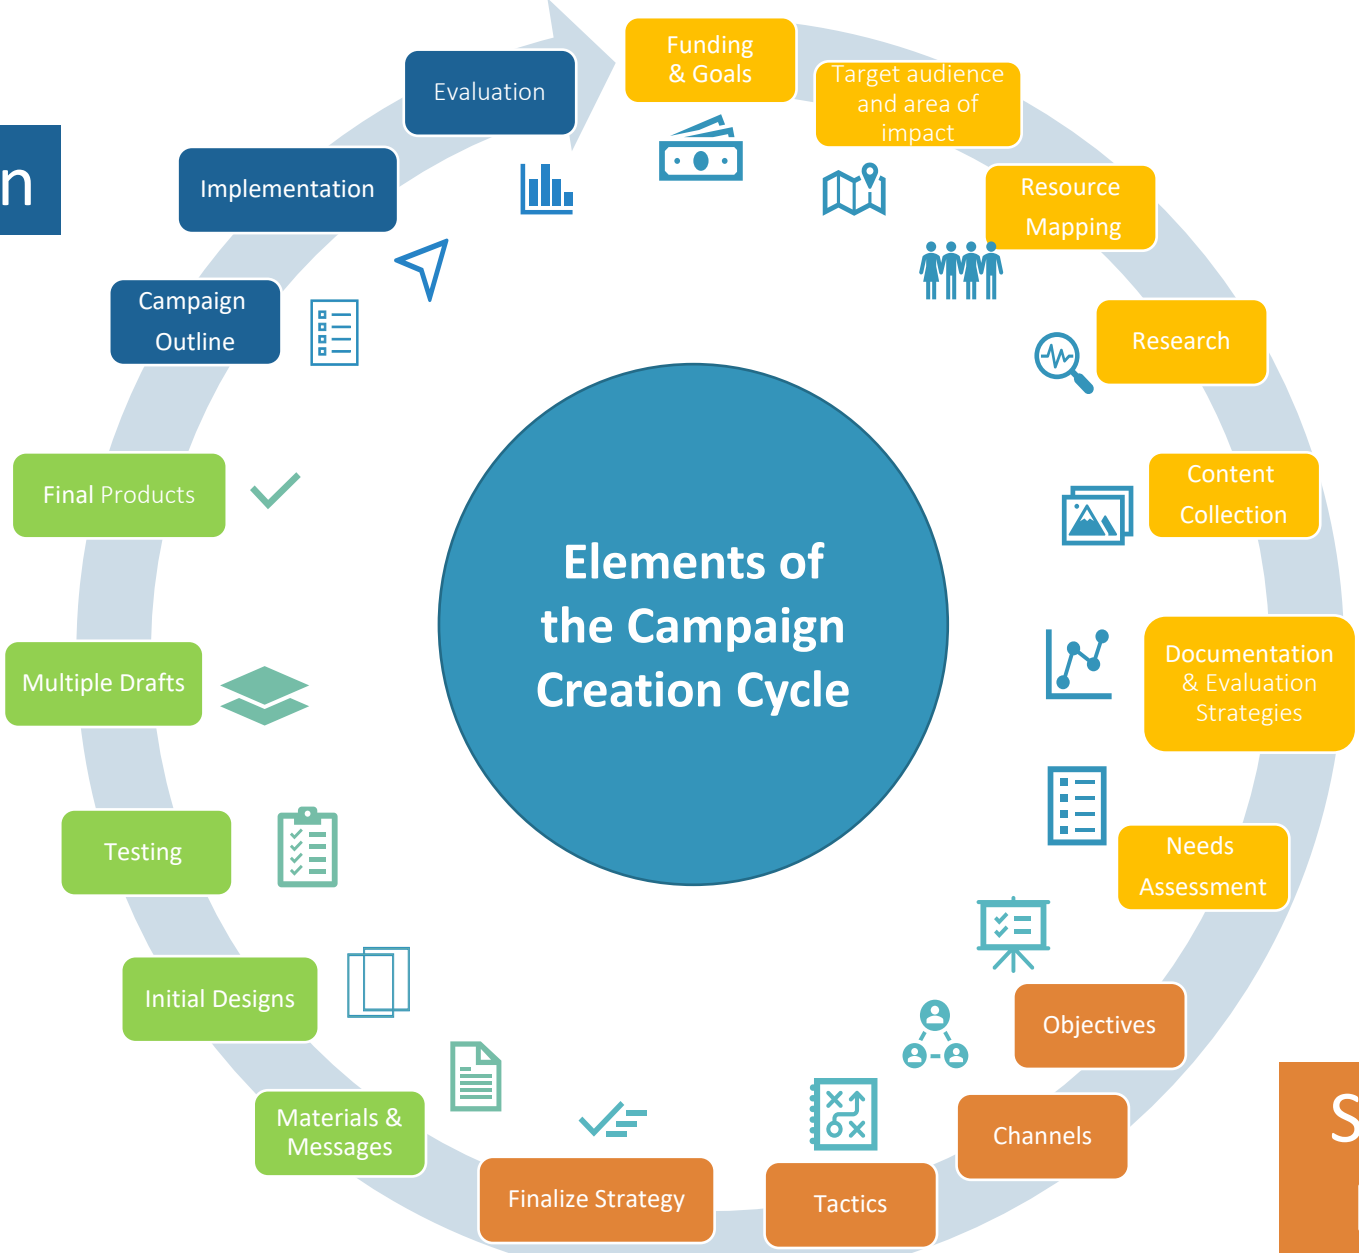 Funding
& Goals
Target audience
and area of
impact
Resource
Mapping
Research
Content
Collection
Documentation
& Evaluation
Strategies
Needs
Assessment
Objectives
Channels
Tactics
Finalize Strategy
Materials &
Messages
Initial Designs
Testing
Multiple Drafts
Final Products
Campaign
Outline
Implementation
Evaluation
Elements of
the Campaign
Creation Cycle
n
S